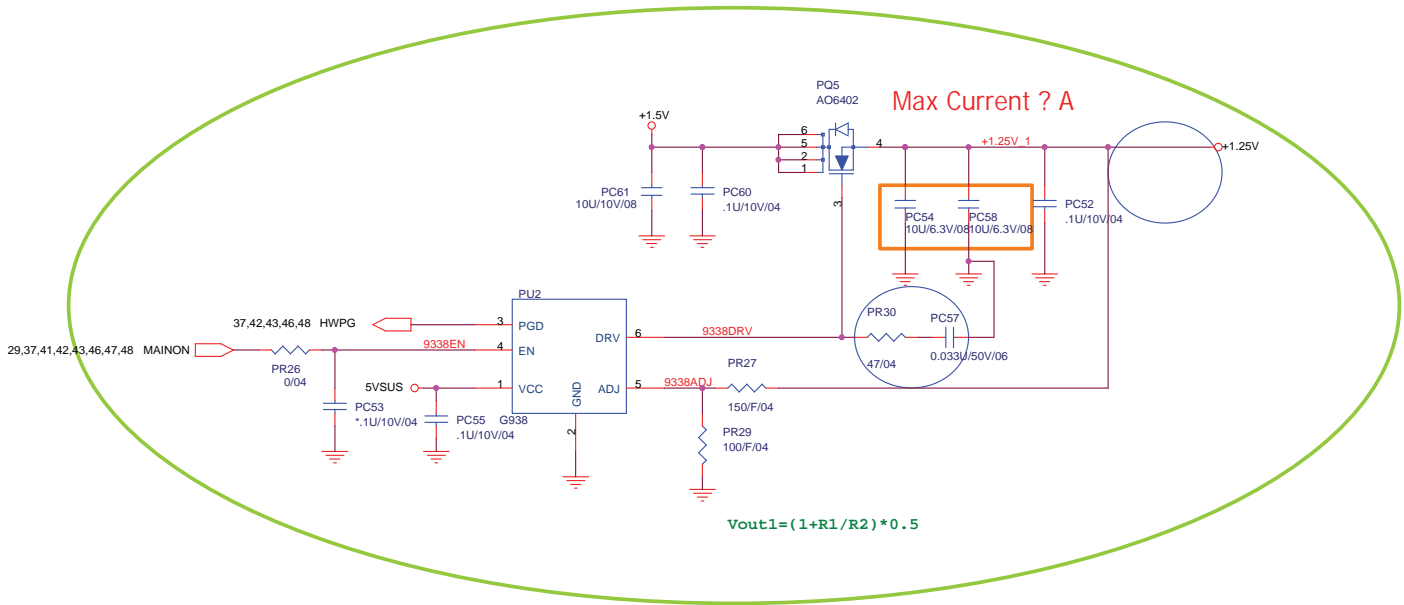 PQ5
AO6402
Max Current ? A
+1.5V
6
5
2
1
4
3
+1.25V_1
+1.25V
PC61
10U/10V/08
PC60
.1U/10V/04
PC54
10U/6.3V/08
PC58
10U/6.3V/08
PC52
.1U/10V/04
PU2
37,42,43,46,48 HWPG
3
PGD
29,37,41,42,43,46,47,48 MAINON
PR26
0/04
9338EN
4
EN
DRV
6
9338DRV
PR30
47/04
PC57
0.033U/50V/06
5VSUS
1
VCC
GND
2
ADJ
5
9338ADJ
PR27
150/F/04
PC53
*.1U/10V/04
PC55
.1U/10V/04
G938
PR29
100/F/04
Vout1=(1+R1/R2)*0.5